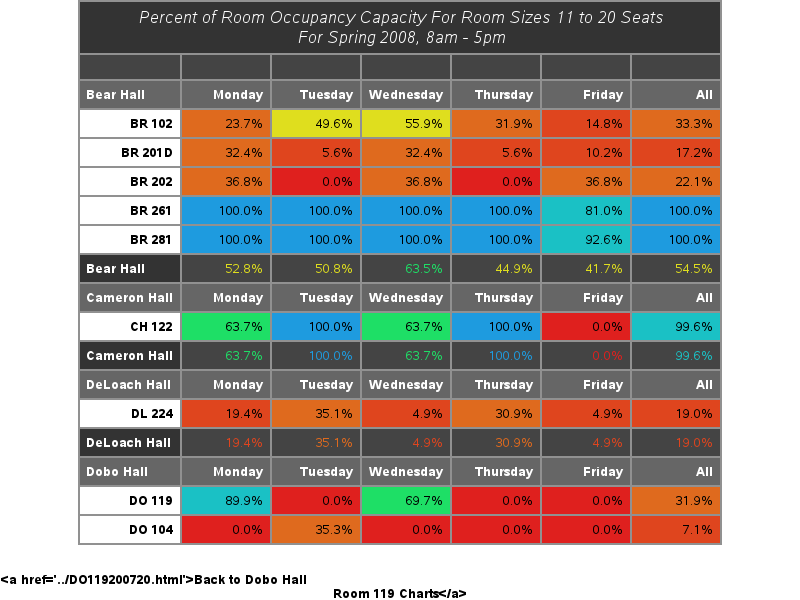 Percent of Room Occupancy Capacity For Room Sizes 11 to 20 Seats
For Spring 2008, 8am - 5pm
Bear Hall Monday Tuesday Wednesday Thursday Friday All
BR 102 23.7% 49.6% 55.9% 31.9% 14.8% 33.3%
BR 201D 32.4% 5.6% 32.4% 5.6% 10.2% 17.2%
BR 202 36.8% 0.0% 36.8% 0.0% 36.8% 22.1%
BR 261 100.0% 100.0% 100.0% 100.0% 81.0% 100.0%
BR 281 100.0% 100.0% 100.0% 100.0% 92.6% 100.0%
Bear Hall 52.8% 50.8% 63.5% 44.9% 41.7% 54.5%
Cameron Hall Monday Tuesday Wednesday Thursday Friday All
CH 122 63.7% 100.0% 63.7% 100.0% 0.0% 99.6%
Cameron Hall 63.7% 100.0% 63.7% 100.0% 0.0% 99.6%
DeLoach Hall Monday Tuesday Wednesday Thursday Friday All
DL 224 19.4% 35.1% 4.9% 30.9% 4.9% 19.0%
DeLoach Hall 19.4% 35.1% 4.9% 30.9% 4.9% 19.0%
Dobo Hall Monday Tuesday Wednesday Thursday Friday All
DO 119 89.9% 0.0% 69.7% 0.0% 0.0% 31.9%
DO 104 0.0% 35.3% 0.0% 0.0% 0.0% 7.1%
<a href='../DO119200720.html'>Back to Dobo Hall
Room 119 Charts</a>